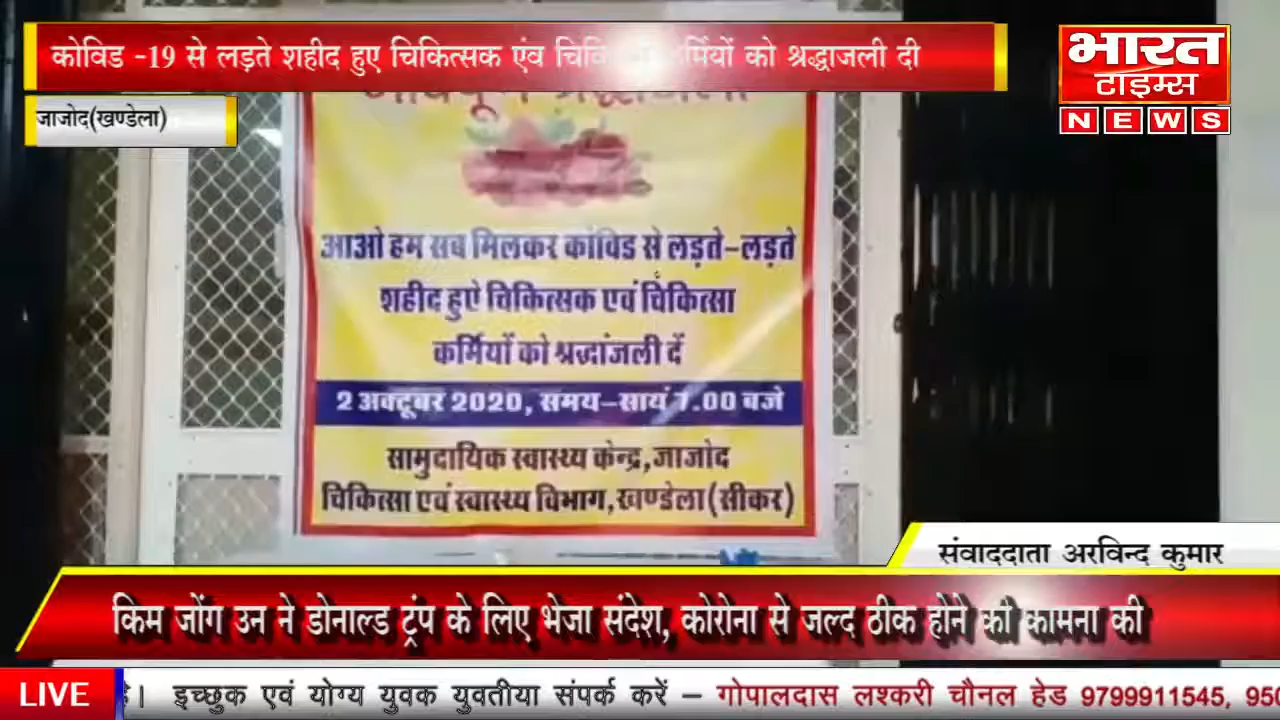 कोविड -19 से लड़ते शहीद हुए चिकित्सक एंव कर्मियों को श्रद्धाजली दी
भारत
टाइम्स
NEWS
जाजोद(खण्डेला)
आओ हम सब मिलकर कोविड से लड़ते-लड़ते
शहीद हुऐ चिकित्सक एवं चिकित्सा
कर्मियों को श्रद्धांजली दें
2 अक्टूबर 2020, समय-सायं 7.00 बजे
सामुदायिक स्वास्थ्य केन्द्र,जाजोद
चिकित्सा एवं स्वास्थ्य विभाग,खण्डेला(सीकर)
संवाददाता अरविन्द कुमार
किम जोंग उन ने डोनाल्ड ट्रंप के लिए भेजा संदेश, कोरोना से जल्द ठीक होने की कामना की
LIVE
है। इच्छुक एवं योग्य युवक युवतीया संपर्क करें – गोपालदास लश्करी चौनल हेड 9799911545, 950